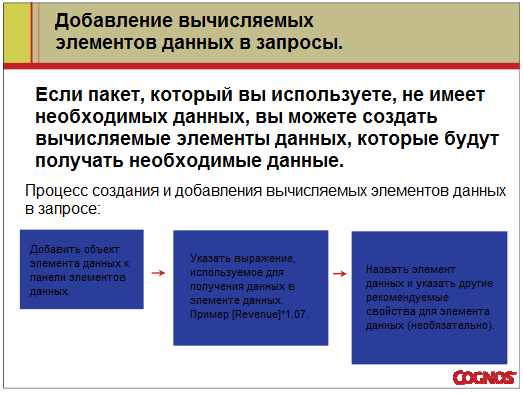 Добавление вычисляемых
элементов данных в запросы.
Если пакет, который вы используете, не имеет
необходимых данных, вы можете создать
вычисляемые элементы данных, которые будут
получать необходимые данные.
Процесс создания и добавления вычисляемых элементов данных
в запросе:
Добавить объект
элемента данных к
панели элементов
данных.
Указать выражение,
используемое для
получения данных в
элементе данных.
Пример [Revenue]*1.07.
Назвать элемент
данных и указать другие
рекомендуемые
свойства для элемента
данных (необязательно).
COGNOS